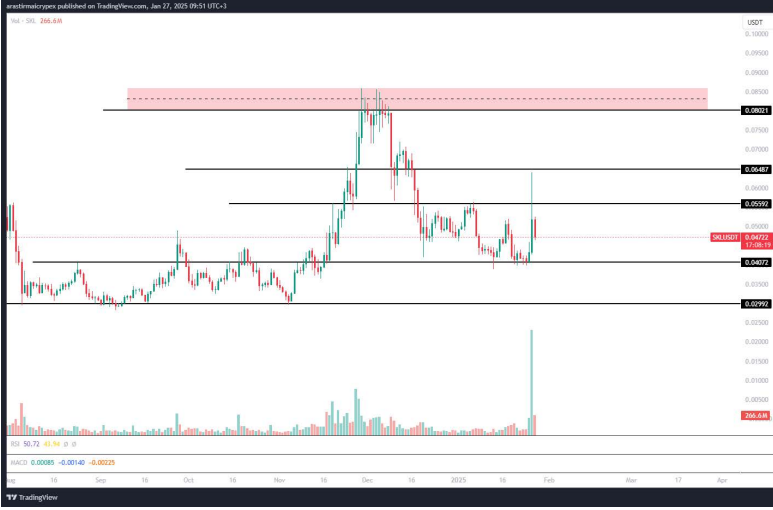 arastirmaicrypex published on TradingView.com, Jan 27, 2025 09:51 UTC+3
Vol · SKL 266.6M
USDT
0.10000
0.09500
0.09000
0.08500
0.08021
0.07500
0.07000
0.06487
0.06000
0.05592
0.05000
SKLUSDT 0.04722
17:08:19
0.04072
0.03500
0.02992
0.02500
0.02000
0.01500
0.01000
0.00500
266.6M
RSI 50.72 45.96 Ø Ø
MACD 0.00085 −0.00140 −0.00225
Aug 16 Sep 16 Oct 16 Nov 16 Dec 16 2025 16 Feb Mar 17 Apr
TradingView